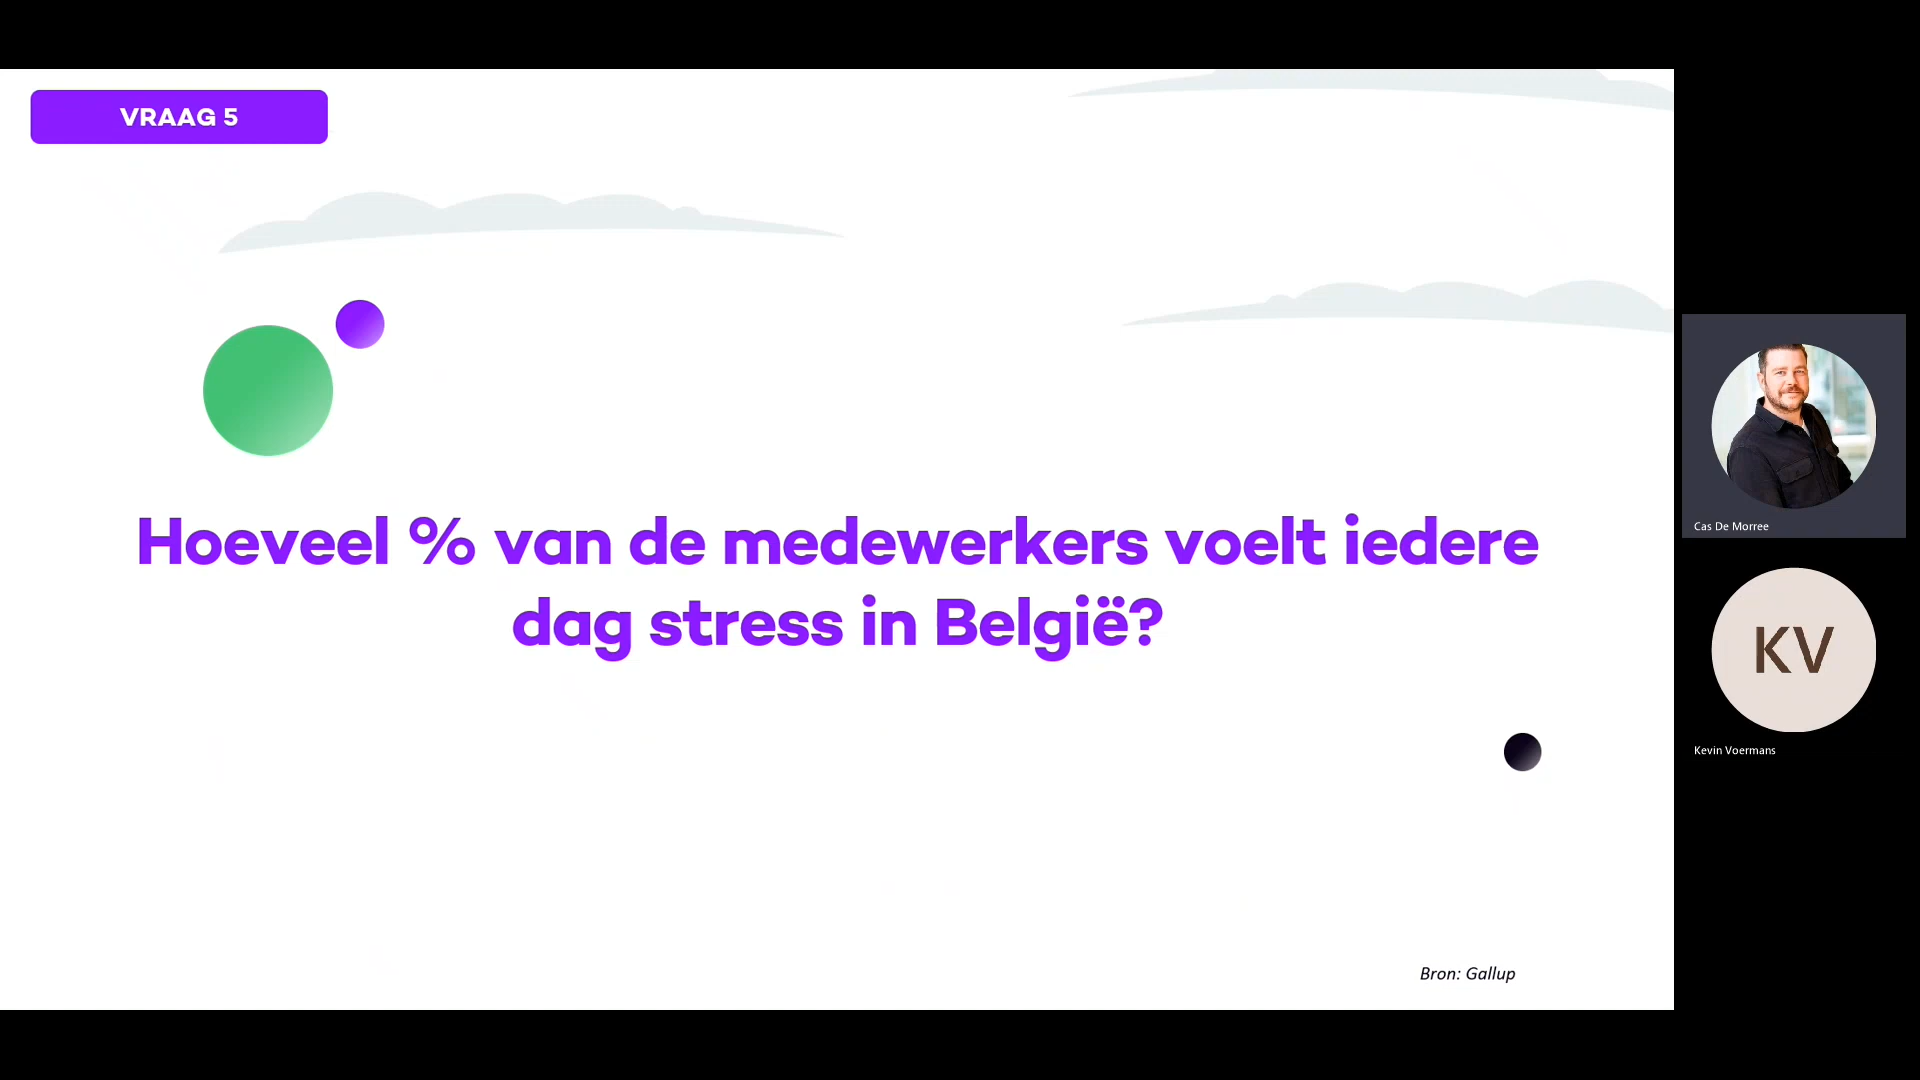 VRAAG 5
Hoeveel % van de medewerkers voelt iedere
dag stress in België?
Bron: Gallup
Cas De Morree
KV
Kevin Voermans